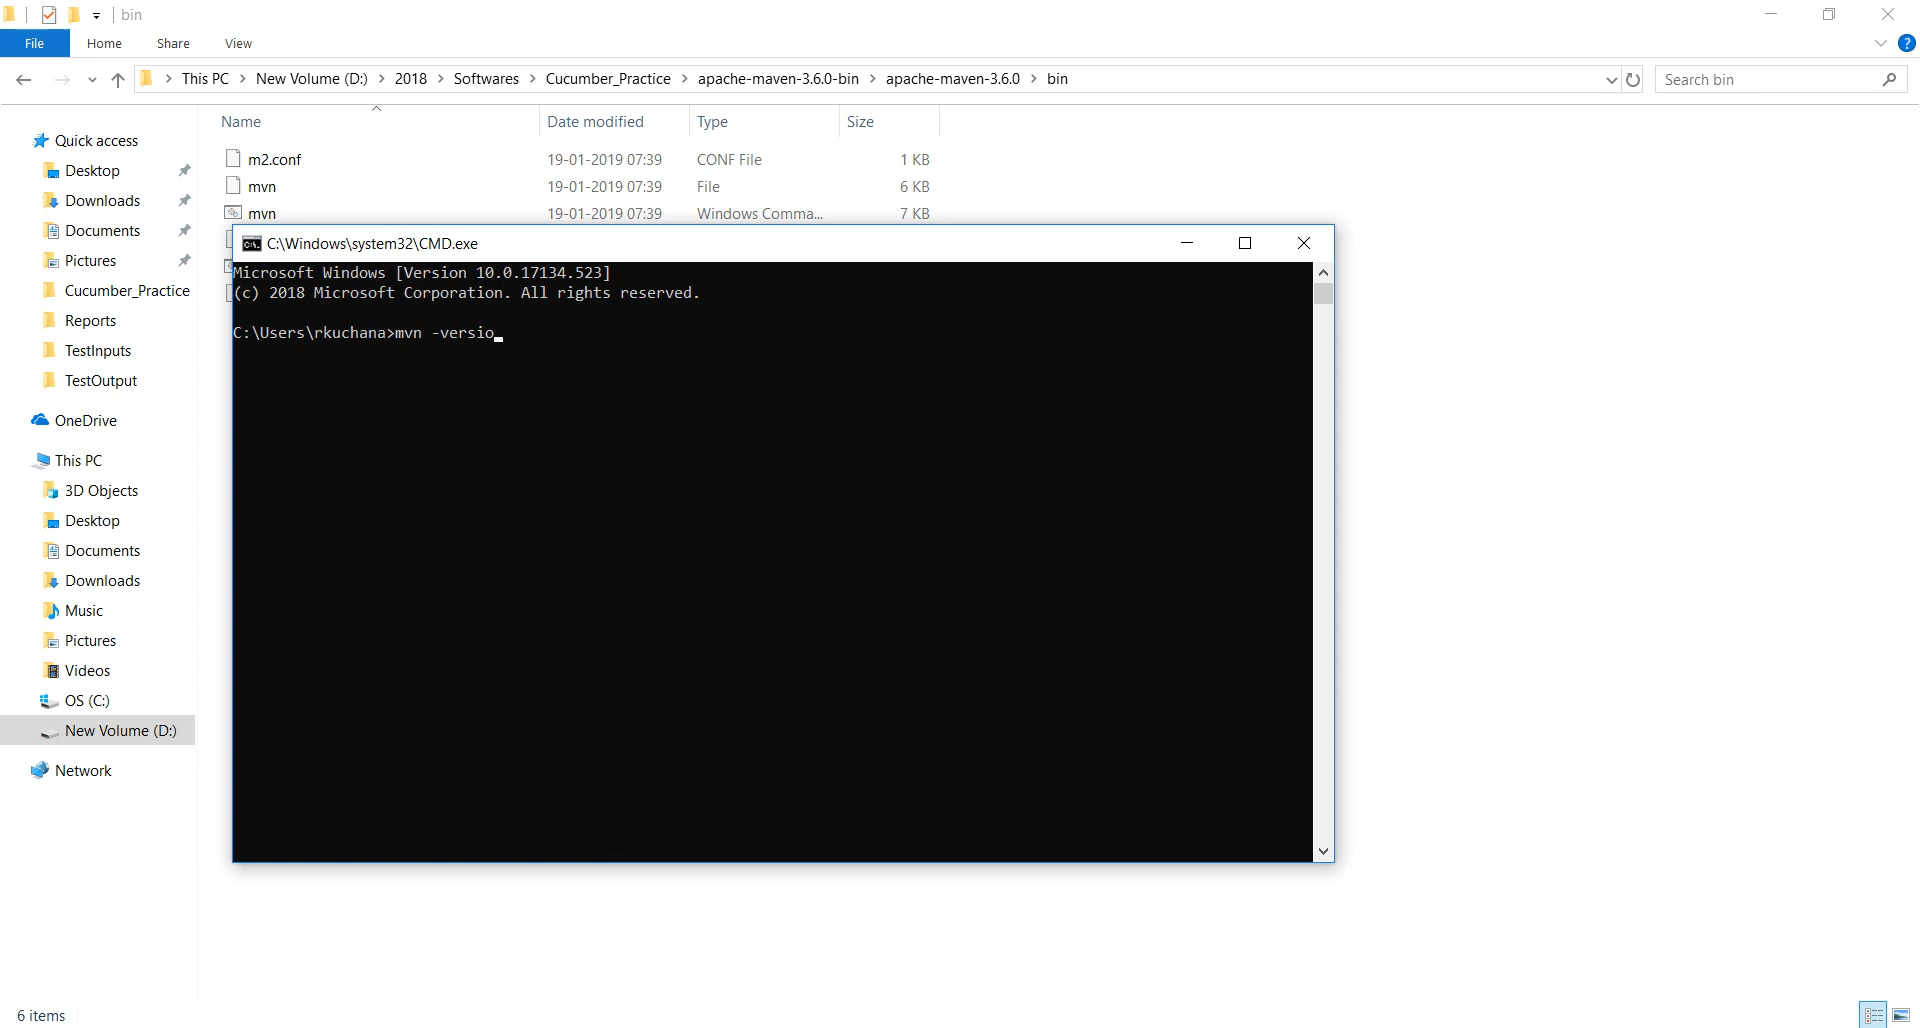 bin
File Home Share View
This PC > New Volume (D:) > 2018 > Softwares > Cucumber_Practice > apache-maven-3.6.0-bin > apache-maven-3.6.0 > bin
Search bin
Name Date modified Type Size
m2.conf 19-01-2019 07:39 CONF File 1 KB
mvn 19-01-2019 07:39 File 6 KB
mvn 19-01-2019 07:39 Windows Comma... 7 KB
Quick access
Desktop
Downloads
Documents
Pictures
Cucumber_Practice
Reports
TestInputs
TestOutput
OneDrive
This PC
3D Objects
Desktop
Documents
Downloads
Music
Pictures
Videos
OS (C:)
New Volume (D:)
Network
C:\Windows\system32\CMD.exe
Microsoft Windows [Version 10.0.17134.523]
(c) 2018 Microsoft Corporation. All rights reserved.
C:\Users\rkuchana>mvn -versio
6 items